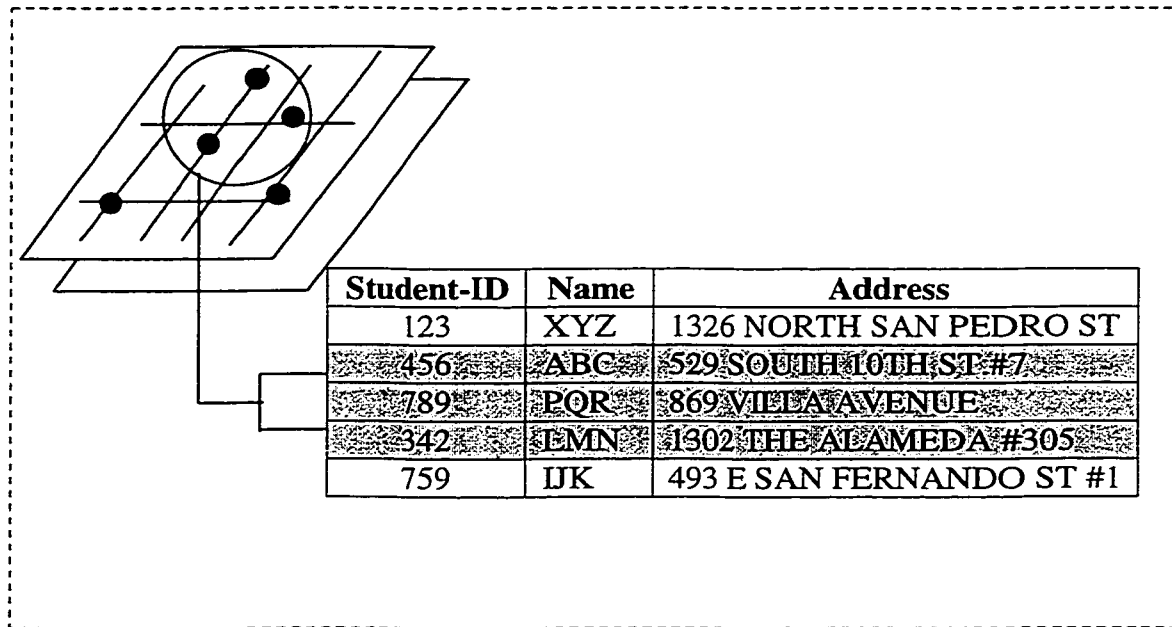 Student-ID Name Address
123 XYZ 1326 NORTH SAN PEDRO ST
456 ABC 529 SOUTH 10TH ST #7
789 PQR 869 VILLA AVENUE
342 LMN 1302 THE ALAMEDA #305
759 IJK 493 E SAN FERNANDO ST #1